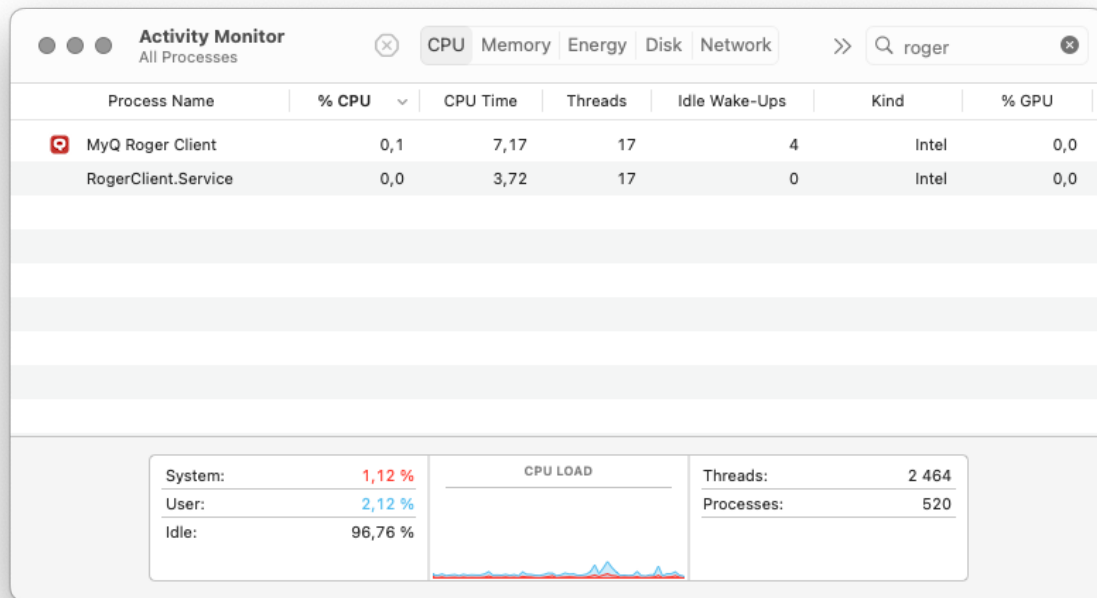 Activity Monitor
All Processes
CPU Memory Energy Disk Network
roger
Process Name % CPU CPU Time Threads Idle Wake-Ups Kind % GPU
MyQ Roger Client 0,1 7,17 17 4 Intel 0,0
RogerClient.Service 0,0 3,72 17 0 Intel 0,0
System: 1,12 %
User: 2,12 %
Idle: 96,76 %
CPU LOAD
Threads: 2 464
Processes: 520